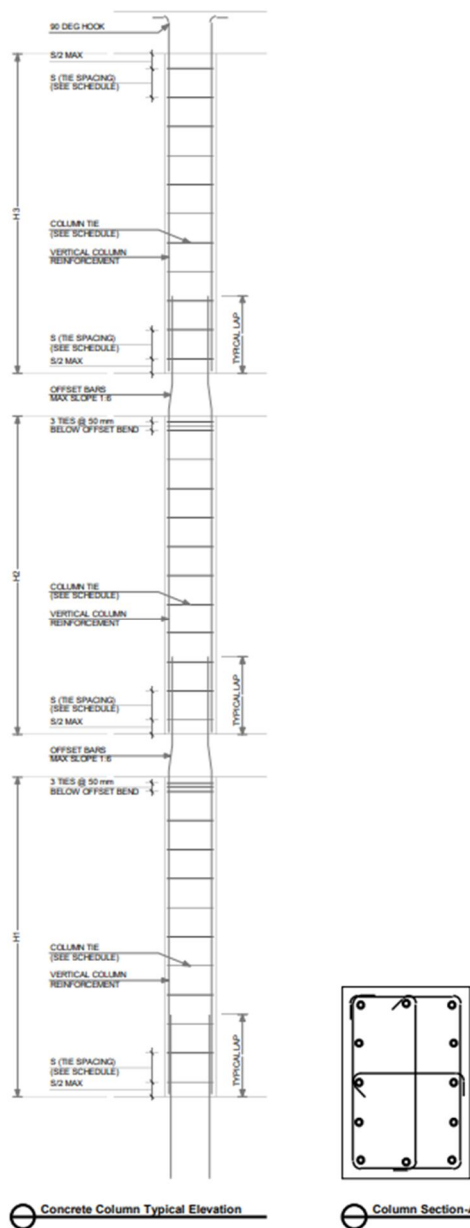 90 DEG HOOK
S/2 MAX
S (TIE SPACING)
(SEE SCHEDULE)
H3
COLUMN TIE
(SEE SCHEDULE)
VERTICAL COLUMN
REINFORCEMENT
S (TIE SPACING)
(SEE SCHEDULE)
S/2 MAX
TYPICAL LAP
OFFSET BARS
MAX SLOPE 1:6
3 TIES @ 50 mm
BELOW OFFSET BEND
H2
COLUMN TIE
(SEE SCHEDULE)
VERTICAL COLUMN
REINFORCEMENT
S (TIE SPACING)
(SEE SCHEDULE)
S/2 MAX
TYPICAL LAP
OFFSET BARS
MAX SLOPE 1:6
3 TIES @ 50 mm
BELOW OFFSET BEND
H1
COLUMN TIE
(SEE SCHEDULE)
VERTICAL COLUMN
REINFORCEMENT
S (TIE SPACING)
(SEE SCHEDULE)
S/2 MAX
TYPICAL LAP
Concrete Column Typical Elevation
Column Section-